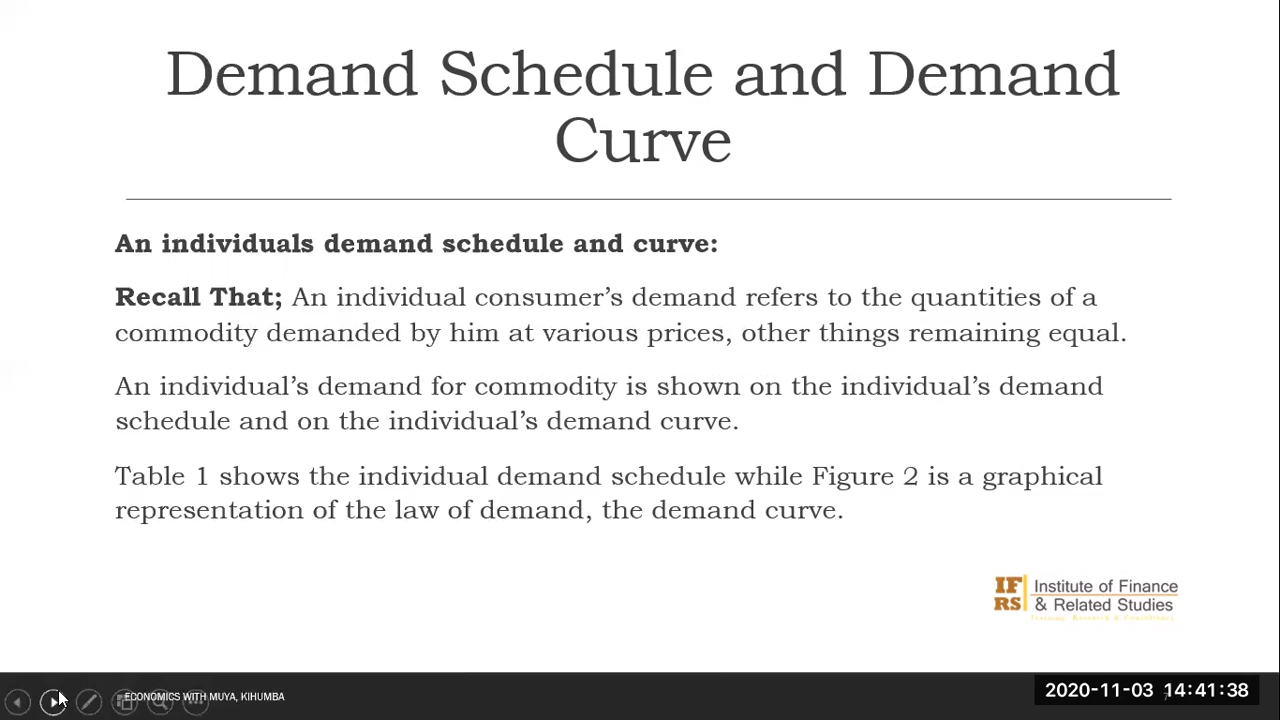 Demand Schedule and Demand
Curve
An individuals demand schedule and curve:
Recall That; An individual consumer’s demand refers to the quantities of a
commodity demanded by him at various prices, other things remaining equal.
An individual’s demand for commodity is shown on the individual’s demand
schedule and on the individual’s demand curve.
Table 1 shows the individual demand schedule while Figure 2 is a graphical
representation of the law of demand, the demand curve.
IF
RS
Institute of Finance
& Related Studies
Training, Research & Consultancy
ECONOMICS WITH MUYA, KIHUMBA
2020-11-03 14:41:38